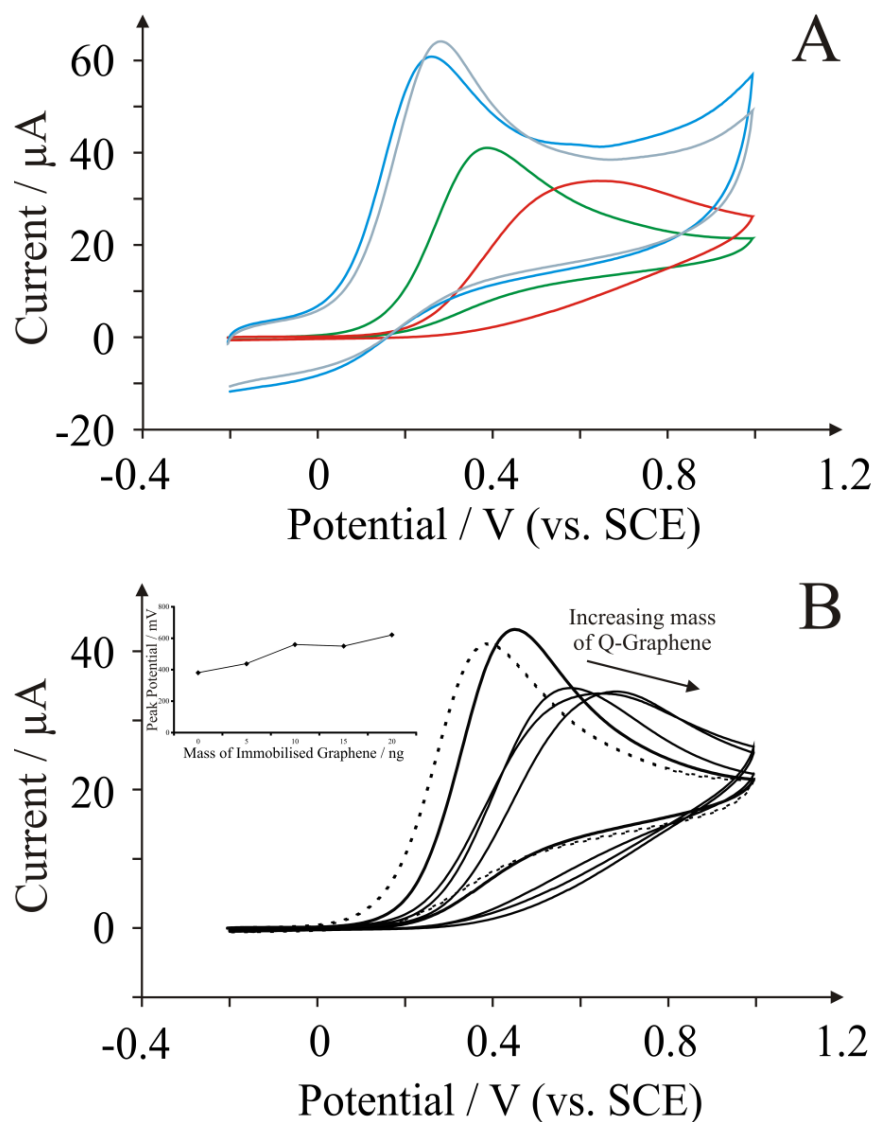 A
60
40
20
0
-20
Current / µA
-0.4
0
0.4
0.8
1.2
Potential / V (vs. SCE)
B
Increasing mass
of Q-Graphene
800
600
400
200
0
Peak Potential / mV
0
5
10
15
20
Mass of Immobilised Graphene / ng
40
20
0
Current / µA
-0.4
0
0.4
0.8
1.2
Potential / V (vs. SCE)